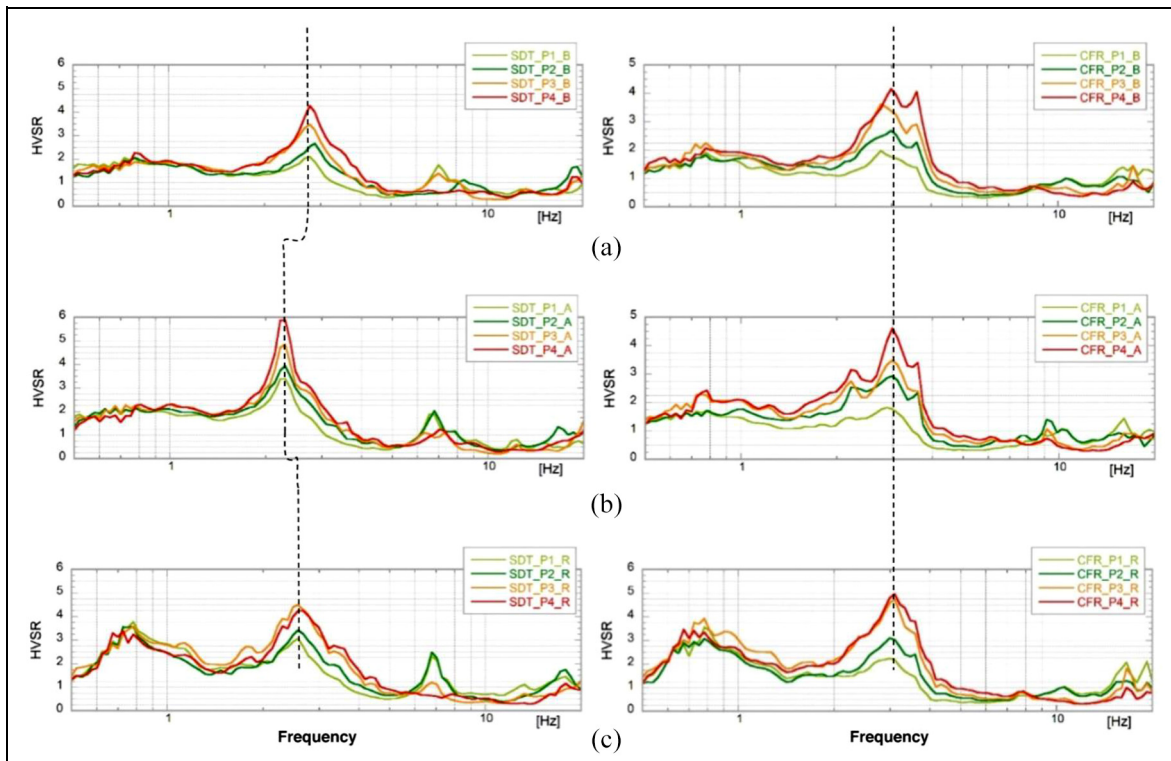 SDT_P1_B
SDT_P2_B
SDT_P3_B
SDT_P4_B
HVSR
6
5
4
3
2
1
0
1
10
[Hz]
CFR_P1_B
CFR_P2_B
CFR_P3_B
CFR_P4_B
HVSR
5
4
3
2
1
0
1
10
[Hz]
(a)
SDT_P1_A
SDT_P2_A
SDT_P3_A
SDT_P4_A
HVSR
6
5
4
3
2
1
0
1
10
[Hz]
CFR_P1_A
CFR_P2_A
CFR_P3_A
CFR_P4_A
HVSR
5
4
3
2
1
0
1
10
[Hz]
(b)
SDT_P1_R
SDT_P2_R
SDT_P3_R
SDT_P4_R
HVSR
6
5
4
3
2
1
0
1
10
[Hz]
Frequency
CFR_P1_R
CFR_P2_R
CFR_P3_R
CFR_P4_R
HVSR
6
5
4
3
2
1
0
1
10
[Hz]
Frequency
(c)